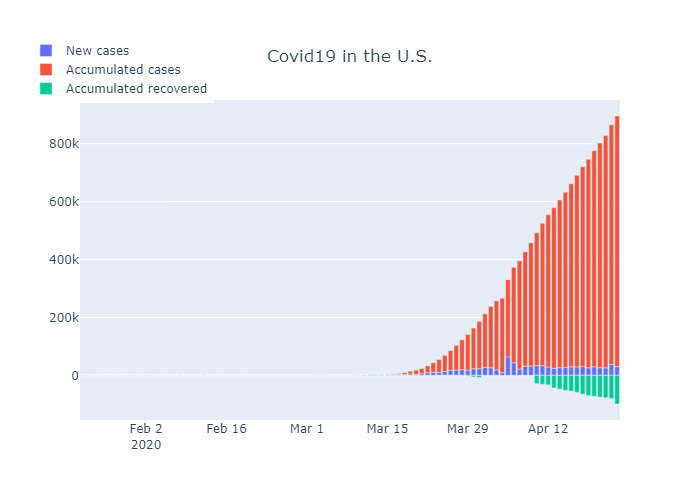 New cases
Accumulated cases
Accumulated recovered
Covid19 in the U.S.
800k
600k
400k
200k
0
Feb 2
2020
Feb 16
Mar 1
Mar 15
Mar 29
Apr 12